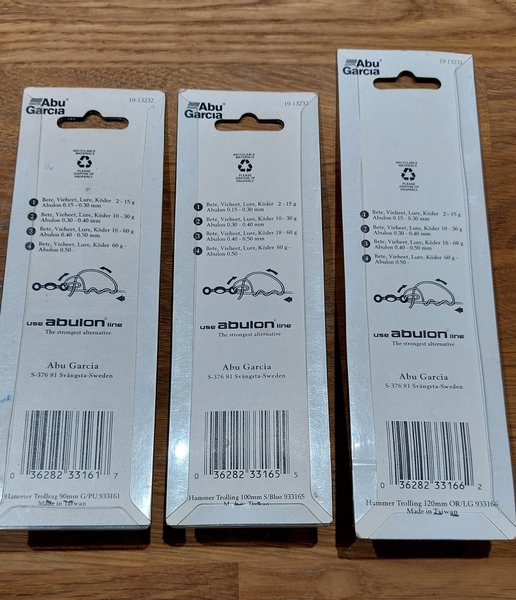 Abu
Garcia
19-13232
RECYCLABLE
MATERIALS
PLEASE
DISPOSE OF
PROPERLY
1 Bete, Vieheet, Lure, Köder 2 - 15 g
Abulon 0.15 - 0.30 mm
2 Bete, Vieheet, Lure, Köder 10 - 30 g
Abulon 0.30 - 0.40 mm
3 Bete, Vieheet, Lure, Köder 18 - 60 g
Abulon 0.40 - 0.50 mm
4 Bete, Vieheet, Lure, Köder 60 g -
Abulon 0.50 -
use abulon line
The strongest alternative
Abu Garcia
S-376 81 Svängsta-Sweden
0 36282 33161 7
Hammer Trolling 90mm G/PU 933161
Made in Taiwan
Abu
Garcia
19-13232
RECYCLABLE
MATERIALS
PLEASE
DISPOSE OF
PROPERLY
1 Bete, Vieheet, Lure, Köder 2 - 15 g
Abulon 0.15 - 0.30 mm
2 Bete, Vieheet, Lure, Köder 10 - 30 g
Abulon 0.30 - 0.40 mm
3 Bete, Vieheet, Lure, Köder 18 - 60 g
Abulon 0.40 - 0.50 mm
4 Bete, Vieheet, Lure, Köder 60 g -
Abulon 0.50 -
use abulon line
The strongest alternative
Abu Garcia
S-376 81 Svängsta-Sweden
0 36282 33165 5
Hammer Trolling 100mm S/Blue 933165
Made in Taiwan
Abu
Garcia
19-13232
RECYCLABLE
MATERIALS
PLEASE
DISPOSE OF
PROPERLY
1 Bete, Vieheet, Lure, Köder 2 - 15 g
Abulon 0.15 - 0.30 mm
2 Bete, Vieheet, Lure, Köder 10 - 30 g
Abulon 0.30 - 0.40 mm
3 Bete, Vieheet, Lure, Köder 18 - 60 g
Abulon 0.40 - 0.50 mm
4 Bete, Vieheet, Lure, Köder 60 g -
Abulon 0.50 -
use abulon line
The strongest alternative
Abu Garcia
S-376 81 Svängsta-Sweden
0 36282 33166 2
Hammer Trolling 120mm OR/LG 933166
Made in Taiwan